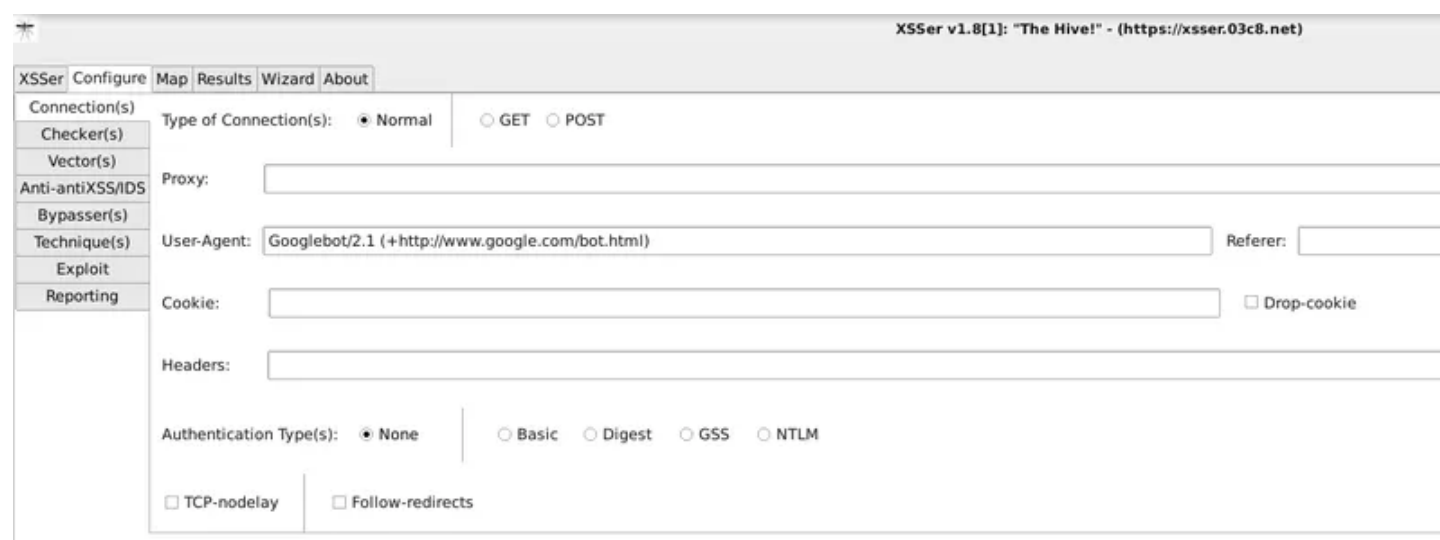 XSSer v1.8[1]: "The Hive!" - (https://xsser.03c8.net)
XSSer Configure Map Results Wizard About
Connection(s)
Checker(s)
Vector(s)
Anti-antiXSS/IDS
Bypasser(s)
Technique(s)
Exploit
Reporting
Type of Connection(s): Normal GET POST
Proxy:
User-Agent: Googlebot/2.1 (+http://www.google.com/bot.html) Referer:
Cookie: Drop-cookie
Headers:
Authentication Type(s): None Basic Digest GSS NTLM
TCP-nodelay Follow-redirects